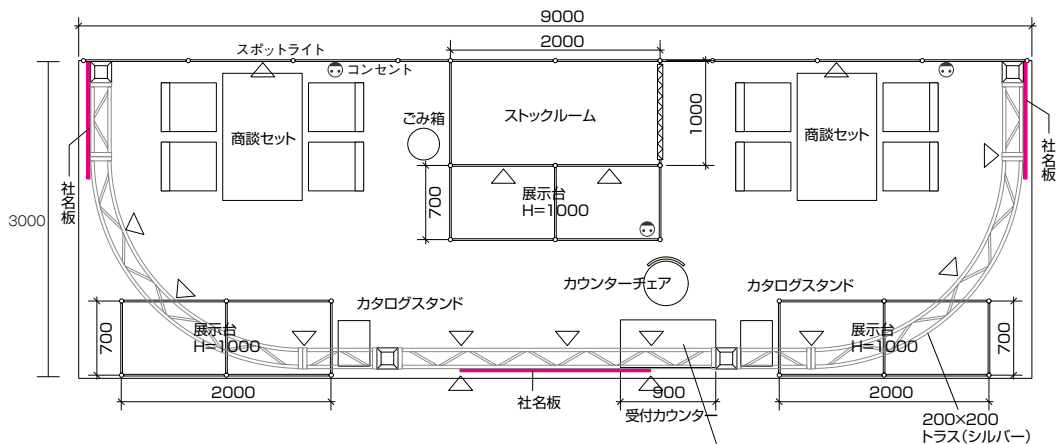 9000
2000
スポットライト
コンセント
商談セット
ごみ箱
ストックルーム
1000
商談セット
社名板
社名板
3000
700
展示台
H=1000
カウンターチェア
カタログスタンド
カタログスタンド
700
展示台
H=1000
展示台
H=1000
700
2000
社名板
900
受付カウンター
2000
200×200
トラス(シルバー)